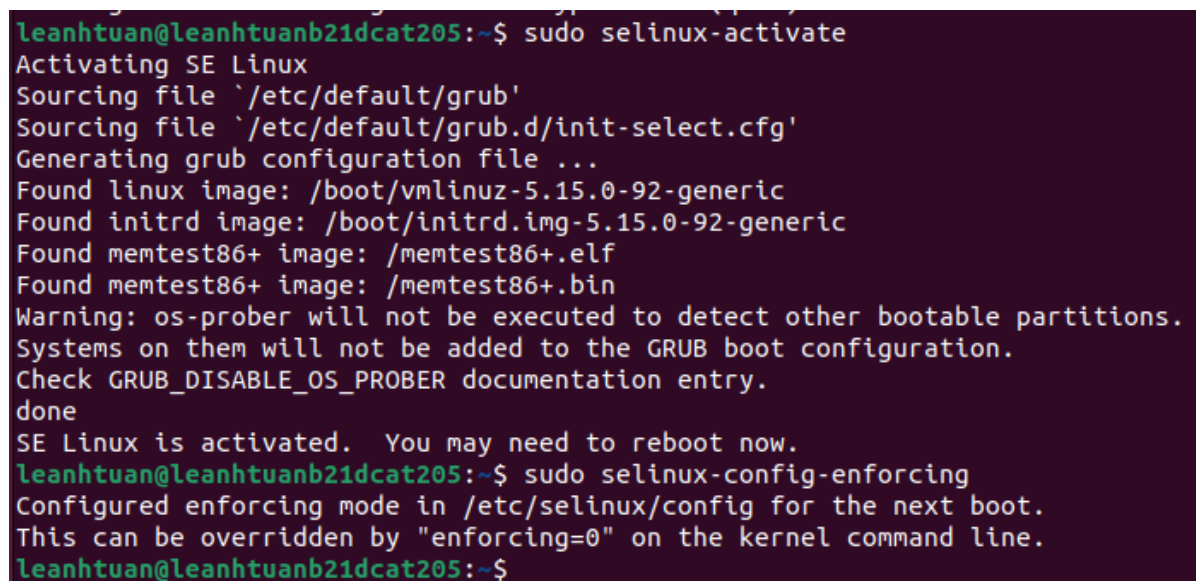 leanhtuan@leanhtuanb21dcat205:~$ sudo selinux-activate
Activating SE Linux
Sourcing file `/etc/default/grub'
Sourcing file `/etc/default/grub.d/init-select.cfg'
Generating grub configuration file ...
Found linux image: /boot/vmlinuz-5.15.0-92-generic
Found initrd image: /boot/initrd.img-5.15.0-92-generic
Found memtest86+ image: /memtest86+.elf
Found memtest86+ image: /memtest86+.bin
Warning: os-prober will not be executed to detect other bootable partitions.
Systems on them will not be added to the GRUB boot configuration.
Check GRUB_DISABLE_OS_PROBER documentation entry.
done
SE Linux is activated.  You may need to reboot now.
leanhtuan@leanhtuanb21dcat205:~$ sudo selinux-config-enforcing
Configured enforcing mode in /etc/selinux/config for the next boot.
This can be overridden by "enforcing=0" on the kernel command line.
leanhtuan@leanhtuanb21dcat205:~$